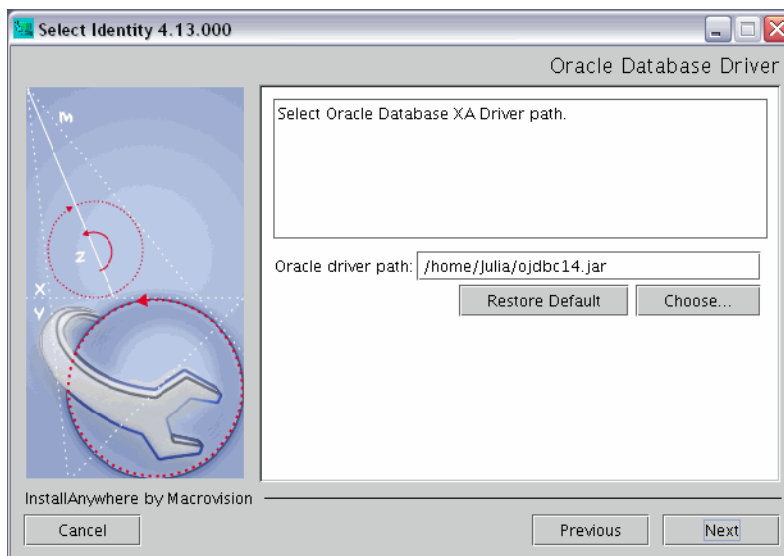 Select Identity 4.13.000
Oracle Database Driver
M
Z
X
Y
Select Oracle Database XA Driver path.
Oracle driver path: /home/Julia/ojdbc14.jar
Restore Default Choose...
InstallAnywhere by Macrovision
Cancel Previous Next